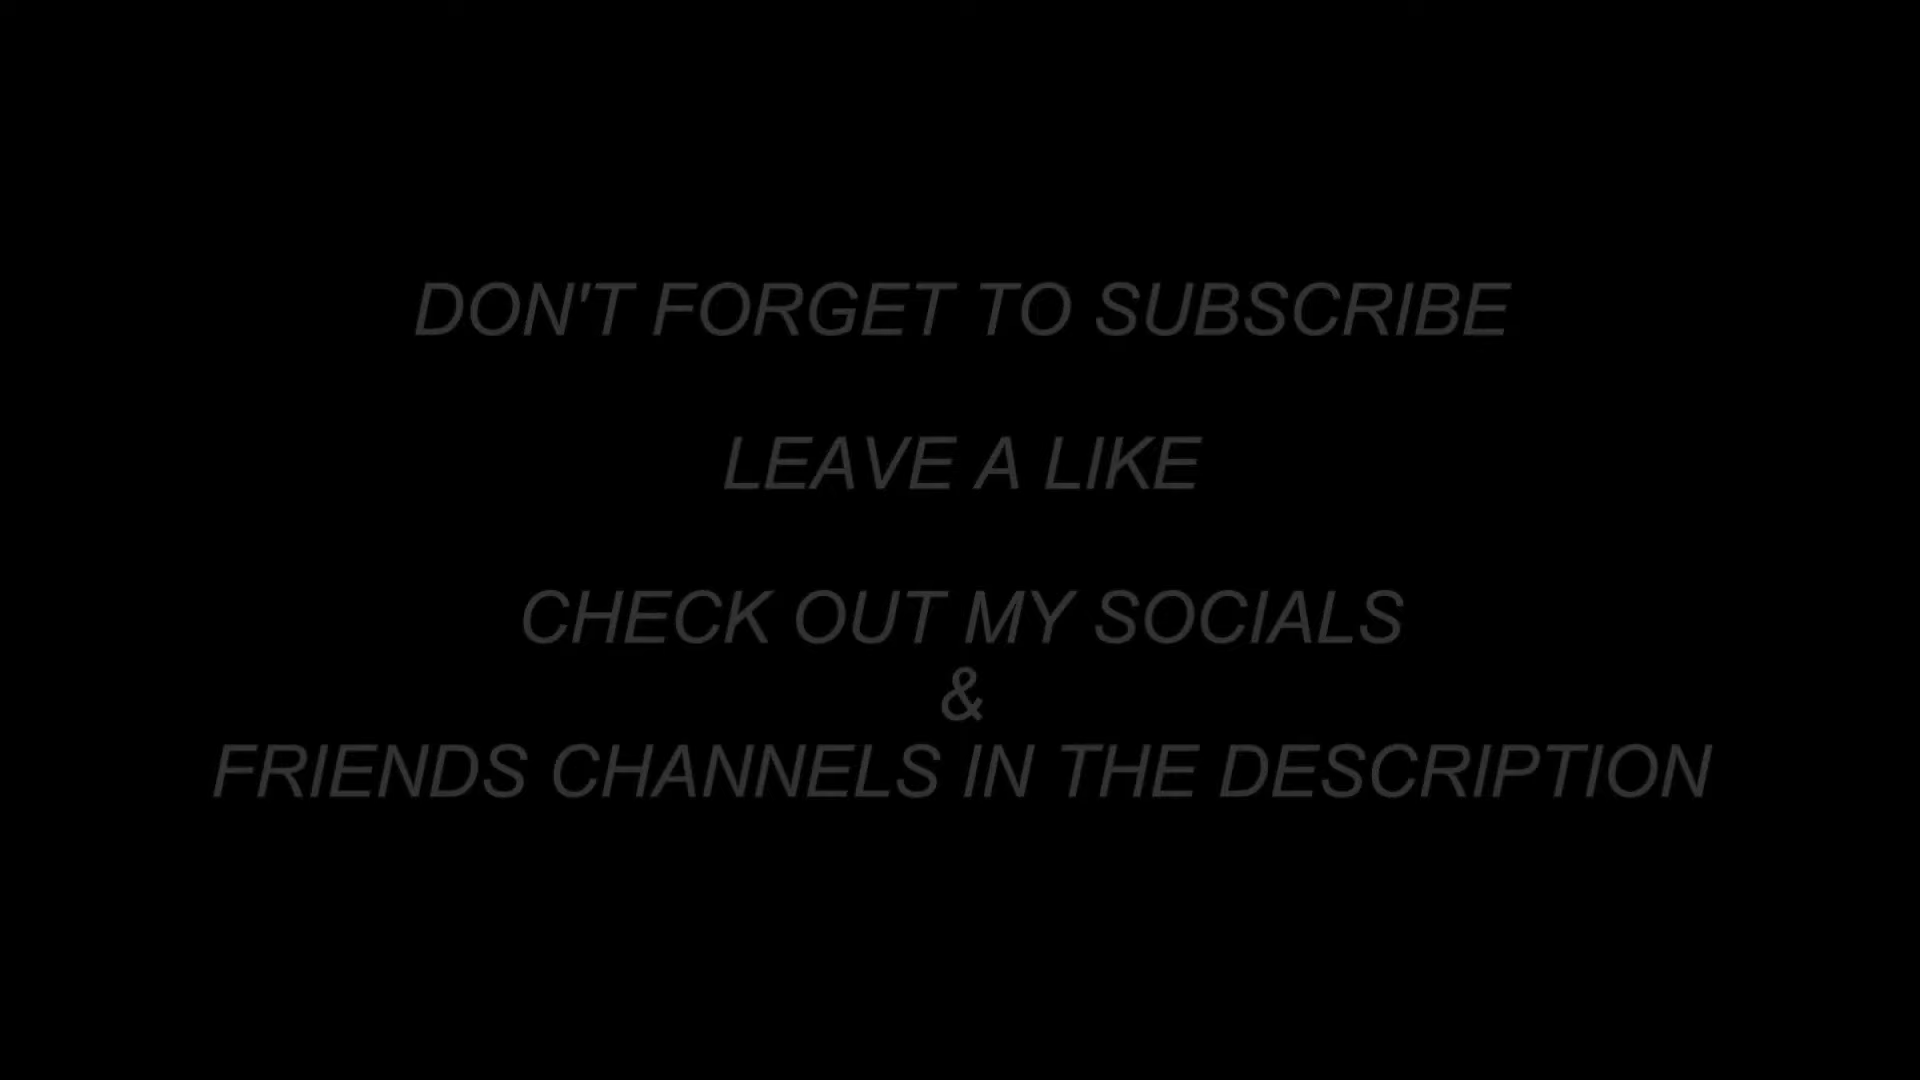 DON'T FORGET TO SUBSCRIBE
LEAVE A LIKE
CHECK OUT MY SOCIALS
&
FRIENDS CHANNELS IN THE DESCRIPTION